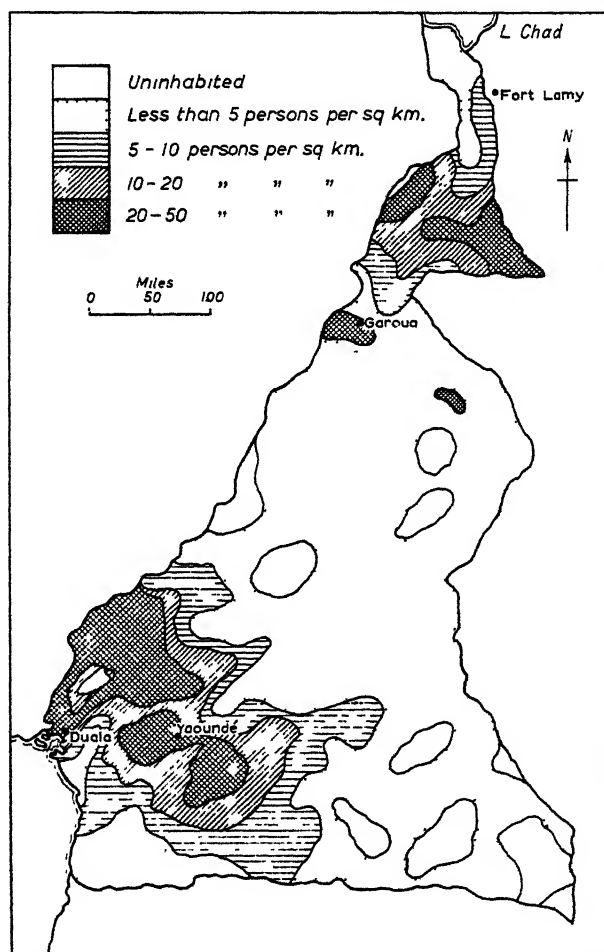 L Chad
Uninhabited
Fort Lamy
Less than 5 persons per sq km.
5 - 10 persons per sq km.
N
10-20 " " "
20-50 " " "
Miles
0 50 100
Garoua
Duala
Yaoundé